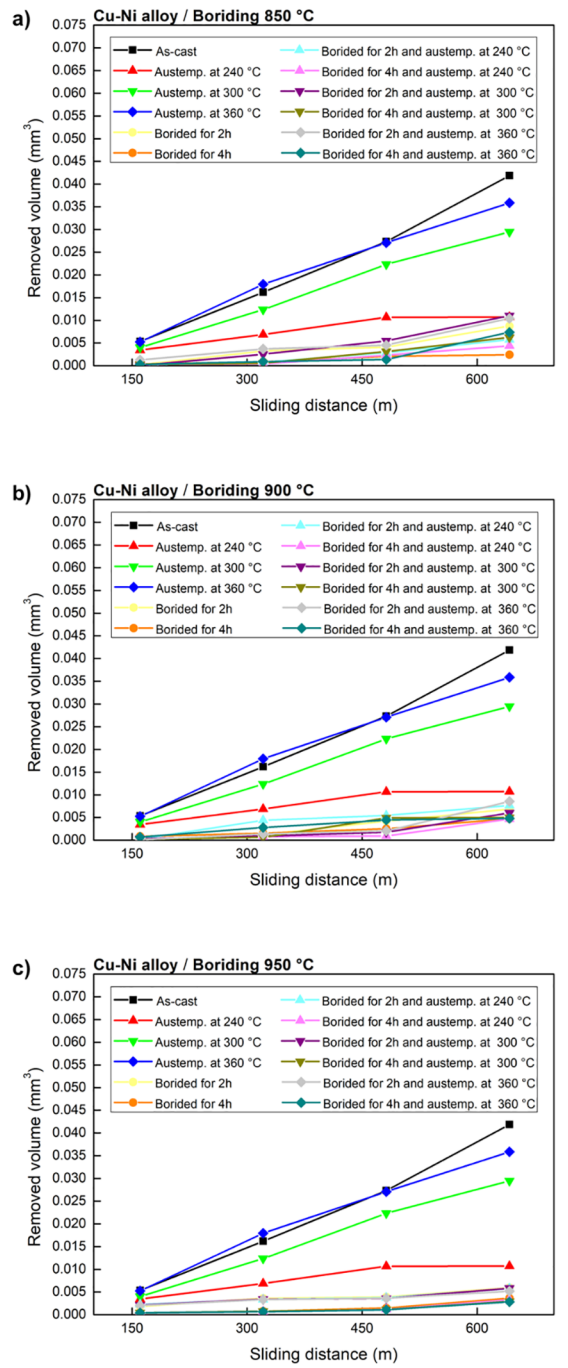 a) Cu-Ni alloy / Boriding 850 °C
Removed volume (mm³)
0.075
0.070
0.065
0.060
0.055
0.050
0.045
0.040
0.035
0.030
0.025
0.020
0.015
0.010
0.005
0.000
As-cast
Austemp. at 240 °C
Austemp. at 300 °C
Austemp. at 360 °C
Borided for 2h
Borided for 4h
Borided for 2h and austemp. at 240 °C
Borided for 4h and austemp. at 240 °C
Borided for 2h and austemp. at 300 °C
Borided for 4h and austemp. at 300 °C
Borided for 2h and austemp. at 360 °C
Borided for 4h and austemp. at 360 °C
150 300 450 600
Sliding distance (m)
b) Cu-Ni alloy / Boriding 900 °C
Removed volume (mm³)
0.075
0.070
0.065
0.060
0.055
0.050
0.045
0.040
0.035
0.030
0.025
0.020
0.015
0.010
0.005
0.000
As-cast
Austemp. at 240 °C
Austemp. at 300 °C
Austemp. at 360 °C
Borided for 2h
Borided for 4h
Borided for 2h and austemp. at 240 °C
Borided for 4h and austemp. at 240 °C
Borided for 2h and austemp. at 300 °C
Borided for 4h and austemp. at 300 °C
Borided for 2h and austemp. at 360 °C
Borided for 4h and austemp. at 360 °C
150 300 450 600
Sliding distance (m)
c) Cu-Ni alloy / Boriding 950 °C
Removed volume (mm³)
0.075
0.070
0.065
0.060
0.055
0.050
0.045
0.040
0.035
0.030
0.025
0.020
0.015
0.010
0.005
0.000
As-cast
Austemp. at 240 °C
Austemp. at 300 °C
Austemp. at 360 °C
Borided for 2h
Borided for 4h
Borided for 2h and austemp. at 240 °C
Borided for 4h and austemp. at 240 °C
Borided for 2h and austemp. at 300 °C
Borided for 4h and austemp. at 300 °C
Borided for 2h and austemp. at 360 °C
Borided for 4h and austemp. at 360 °C
150 300 450 600
Sliding distance (m)